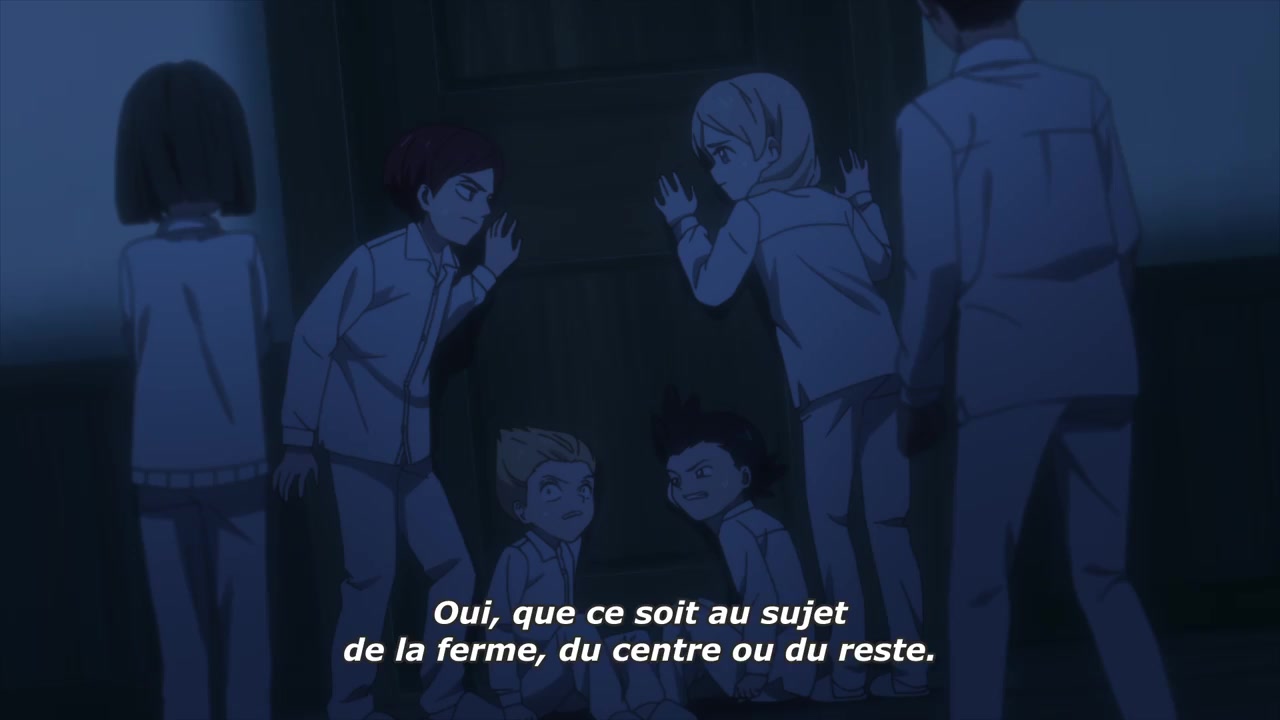 Oui, que ce soit au sujet
de la ferme, du centre ou du reste.